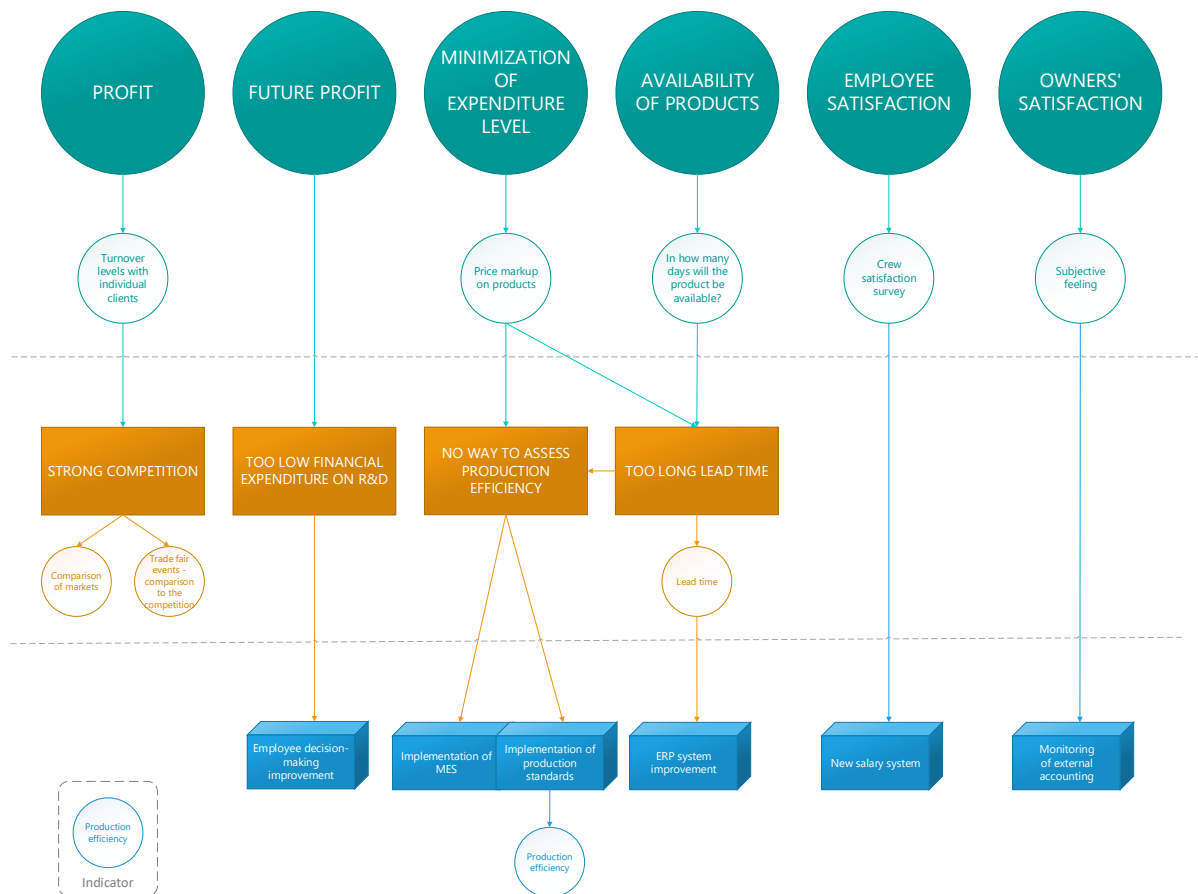 PROFIT
FUTURE PROFIT
MINIMIZATION
OF
EXPENDITURE
LEVEL
AVAILABILITY
OF PRODUCTS
EMPLOYEE
SATISFACTION
OWNERS'
SATISFACTION
Turnover
levels with
individual
clients
Price markup
on products
In how many
days will the
product be
available?
Crew
satisfaction
survey
Subjective
feeling
STRONG COMPETITION
TOO LOW FINANCIAL
EXPENDITURE ON R&D
NO WAY TO ASSESS
PRODUCTION
EFFICIENCY
TOO LONG LEAD TIME
Comparison
of markets
Trade fair
events -
comparison
to the
competition
Lead time
Employee decision-
making
improvement
Implementation of
MES
Implementation of
production
standards
ERP system
improvement
New salary system
Monitoring
of external
accounting
Production
efficiency
Indicator
Production
efficiency